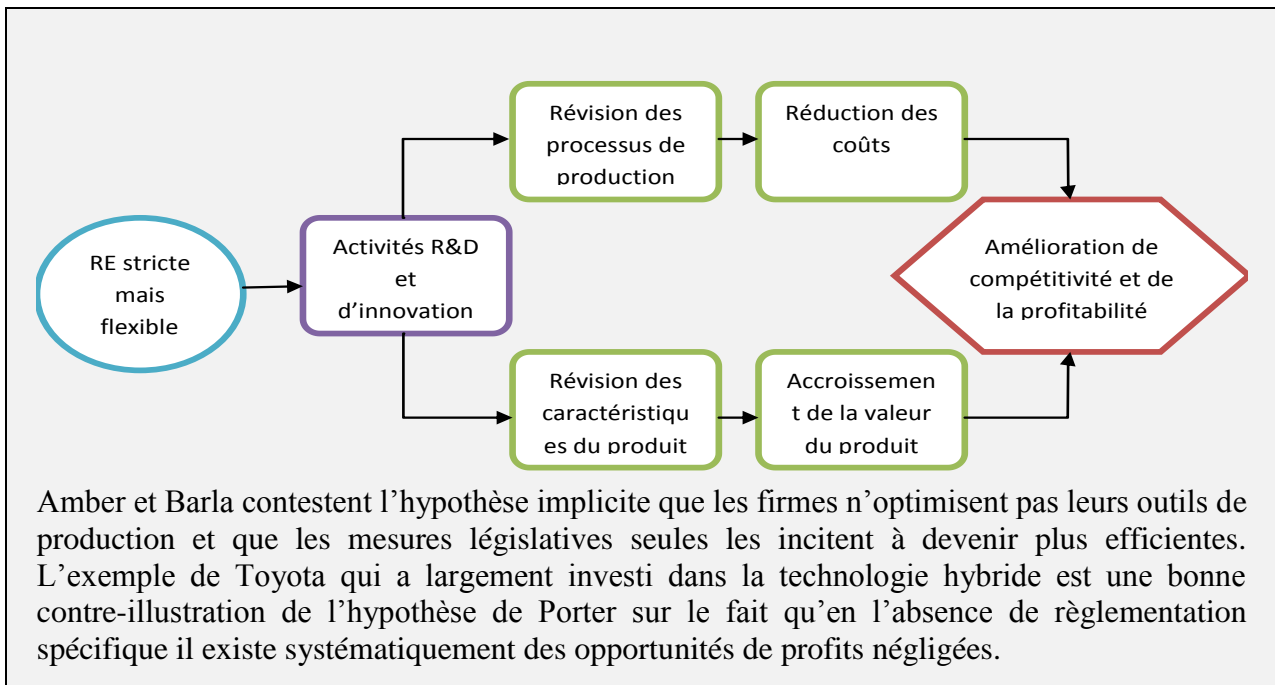 Révision des
processus de
production
Réduction des
coûts
RE stricte
mais
flexible
Activités R&D
et
d’innovation
Amélioration de
compétitivité et de
la profitabilité
Révision des
caractéristiqu
es du produit
Accroissemen
t de la valeur
du produit
Amber et Barla contestent l’hypothèse implicite que les firmes n’optimisent pas leurs outils de
production et que les mesures législatives seules les incitent à devenir plus efficientes.
L’exemple de Toyota qui a largement investi dans la technologie hybride est une bonne
contre-illustration de l’hypothèse de Porter sur le fait qu’en l’absence de règlementation
spécifique il existe systématiquement des opportunités de profits négligées.